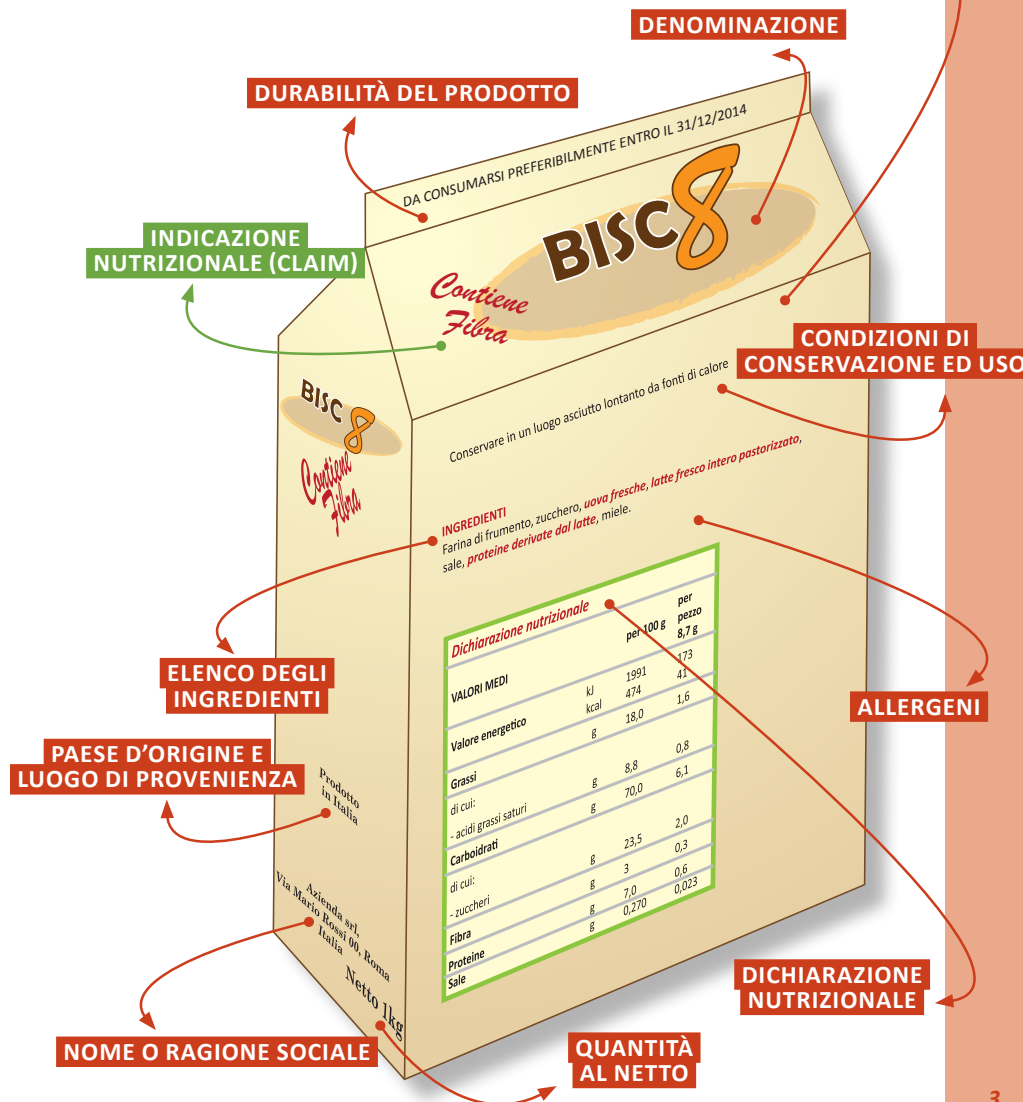 DENOMINAZIONE
DURABILITÀ DEL PRODOTTO
DA CONSUMARSI PREFERIBILMENTE ENTRO IL 31/12/2014
INDICAZIONE
NUTRIZIONALE (CLAIM)
BISC8
Contiene
Fibra
CONDIZIONI DI
CONSERVAZIONE ED USO
Conservare in un luogo asciutto lontanto da fonti di calore
BISC8
Contiene
Fibra
INGREDIENTI
Farina di frumento, zucchero, uova fresche, latte fresco intero pastorizzato,
sale, proteine derivate dal latte, miele.
ELENCO DEGLI
INGREDIENTI
ALLERGENI
Dichiarazione nutrizionale
VALORI MEDI per 100 g per
pezzo
8,7 g
Valore energetico kJ 1991 173
kcal 474 41
Grassi g 18,0 1,6
di cui:
- acidi grassi saturi g 8,8 0,8
Carboidrati g 70,0 6,1
di cui:
- zuccheri g 23,5 2,0
Fibra g 3 0,3
Proteine g 7,0 0,6
Sale g 0,270 0,023
PAESE D'ORIGINE E
LUOGO DI PROVENIENZA
Prodotto
in Italia
Azienda srl,
Via Mario Rossi 00, Roma
Italia
Netto 1kg
DICHIARAZIONE
NUTRIZIONALE
NOME O RAGIONE SOCIALE
QUANTITÀ
AL NETTO
3